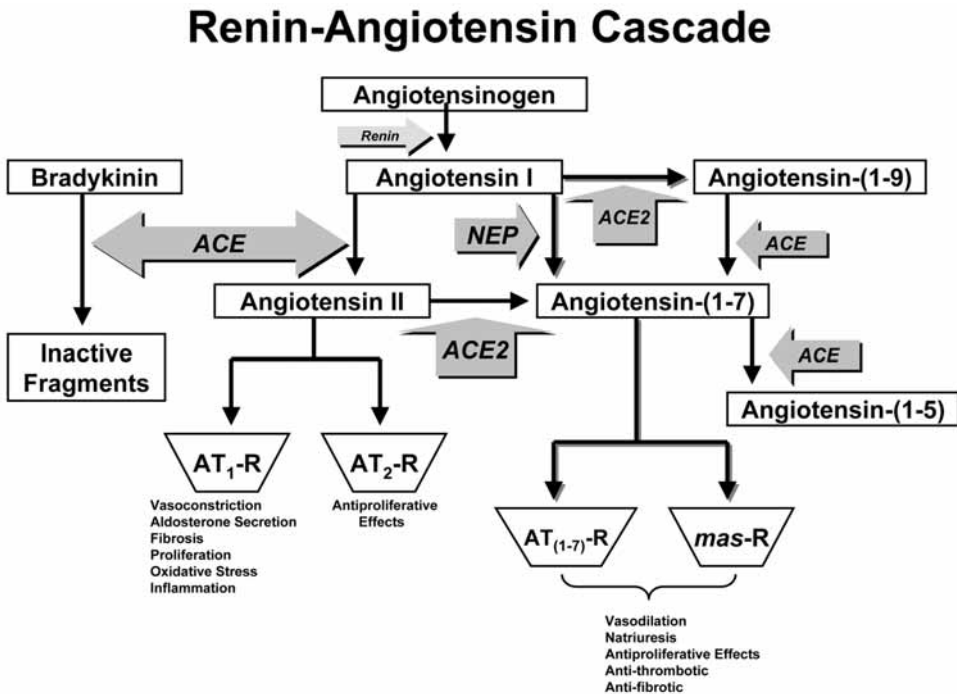 Renin-Angiotensin Cascade
Angiotensinogen
Renin
Bradykinin
Angiotensin I
Angiotensin-(1-9)
ACE2
ACE
NEP
ACE
Angiotensin II
Angiotensin-(1-7)
Inactive
Fragments
ACE2
ACE
Angiotensin-(1-5)
AT1-R
AT2-R
Vasoconstriction
Aldosterone Secretion
Fibrosis
Proliferation
Oxidative Stress
Inflammation
Antiproliferative
Effects
AT(1-7)-R
mas-R
Vasodilation
Natriuresis
Antiproliferative Effects
Anti-thrombotic
Anti-fibrotic